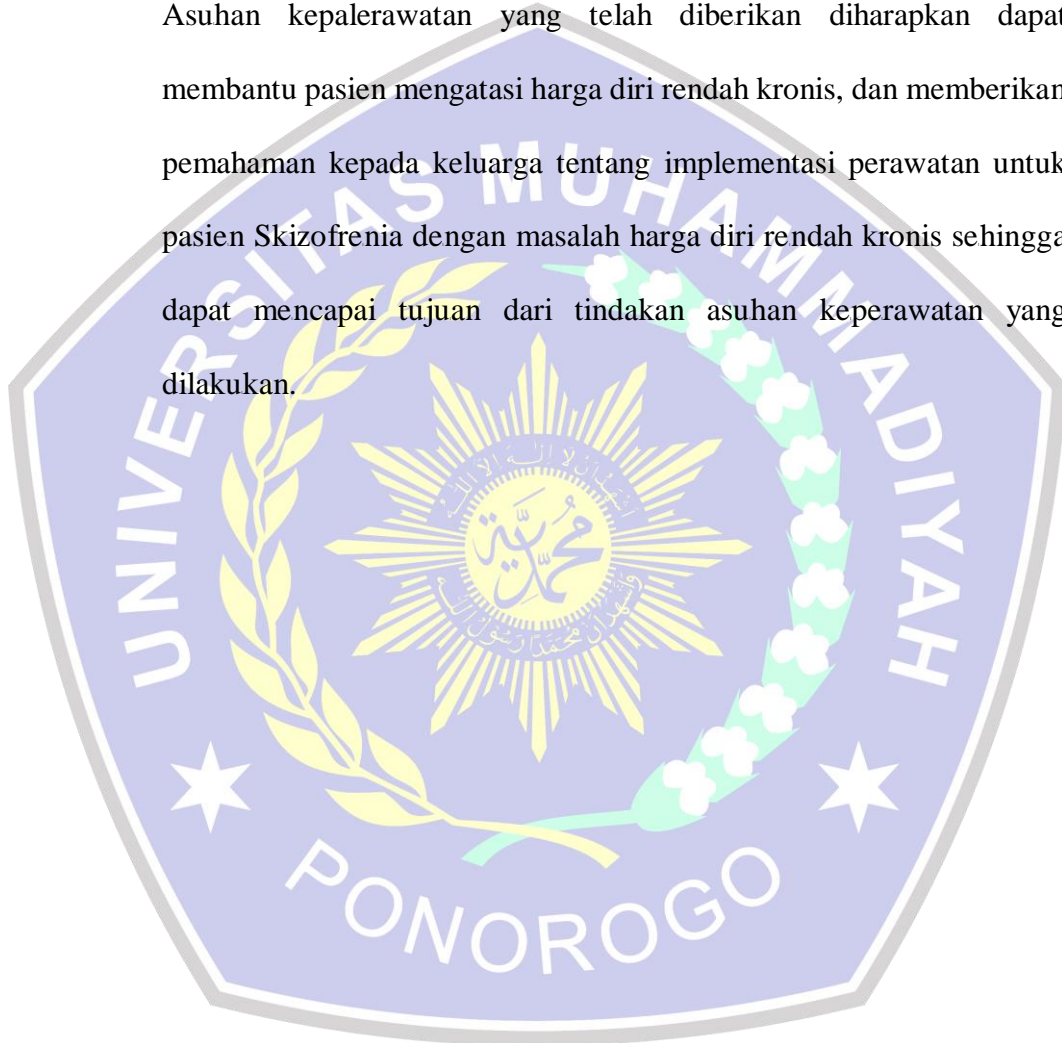 Asuhan kepalerawatan yang telah diberikan diharapkan dapat
membantu pasien mengatasi harga diri rendah kronis, dan memberikan
pemahaman kepada keluarga tentang implementasi perawatan untuk
pasien Skizofrenia dengan masalah harga diri rendah kronis sehingga
dapat mencapai tujuan dari tindakan asuhan keperawatan yang
dilakukan.
UNIVERSITAS MUHAMMADIYAH
محمدية
PONOROGO